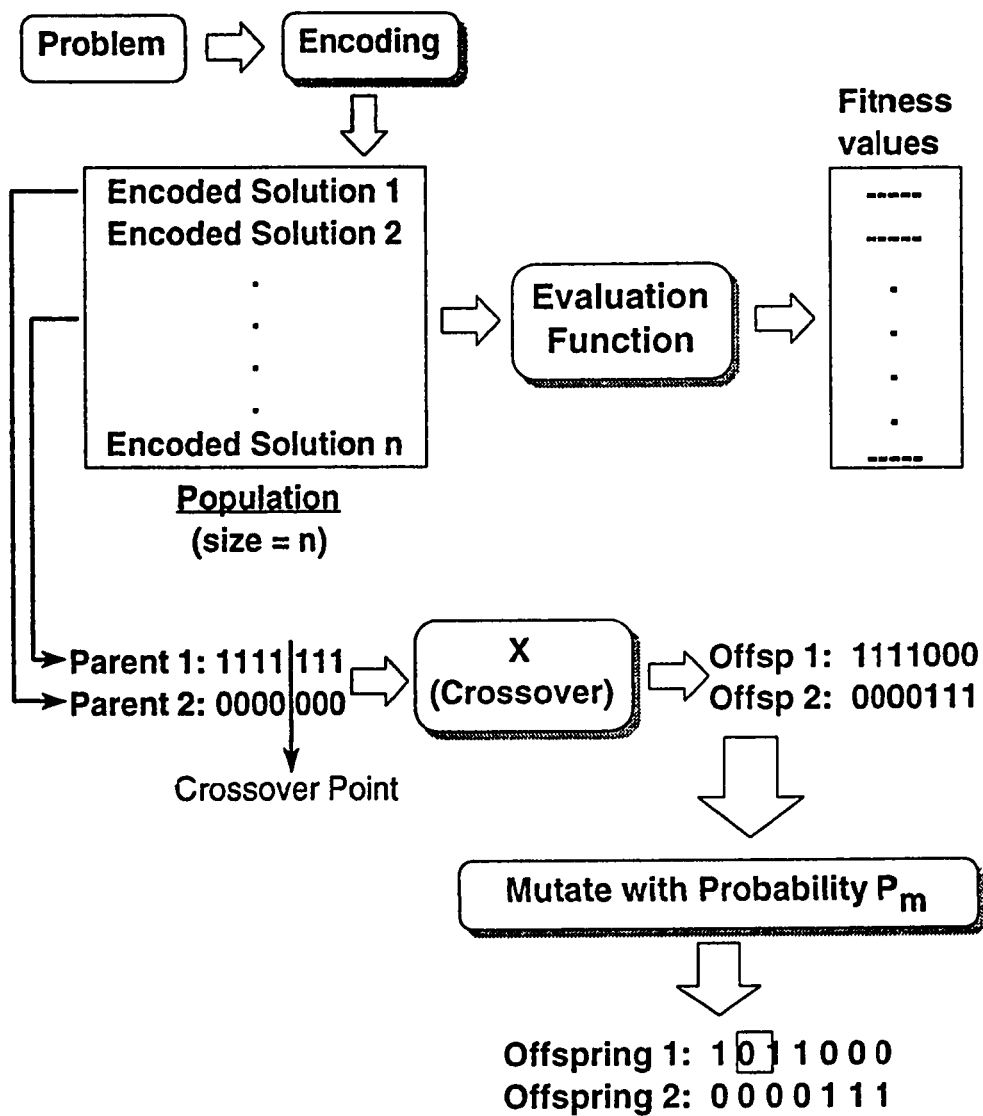 Problem
Encoding
Fitness
values
Encoded Solution 1
Encoded Solution 2
.
.
.
.
Encoded Solution n
Evaluation
Function
-----
-----
.
.
.
.
-----
Population
(size = n)
Parent 1: 1111 111
Parent 2: 0000 000
Crossover Point
X
(Crossover)
Offsp 1: 1111000
Offsp 2: 0000111
Mutate with Probability Pm
Offspring 1: 1 0 1 1 0 0 0
Offspring 2: 0 0 0 0 1 1 1